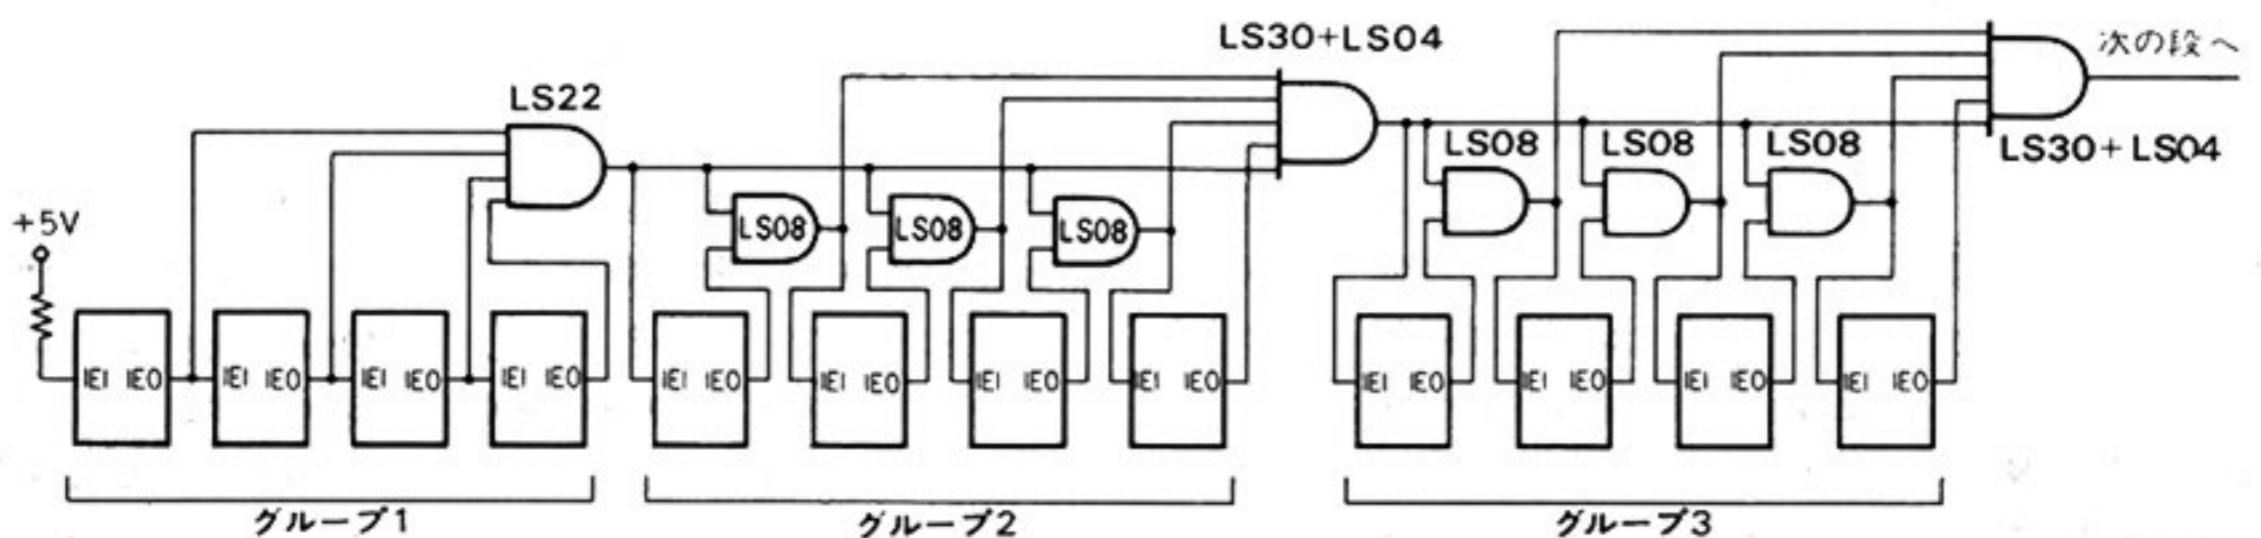 LS30+LS04
次の段へ
LS22
LS08 LS08 LS08
LS30+LS04
+5V
LS08 LS08 LS08
IEI IEO IEI IEO IEI IEO IEI IEO IEI IEO IEI IEO IEI IEO IEI IEO IEI IEO IEI IEO IEI IEO IEI IEO
グループ1 グループ2 グループ3